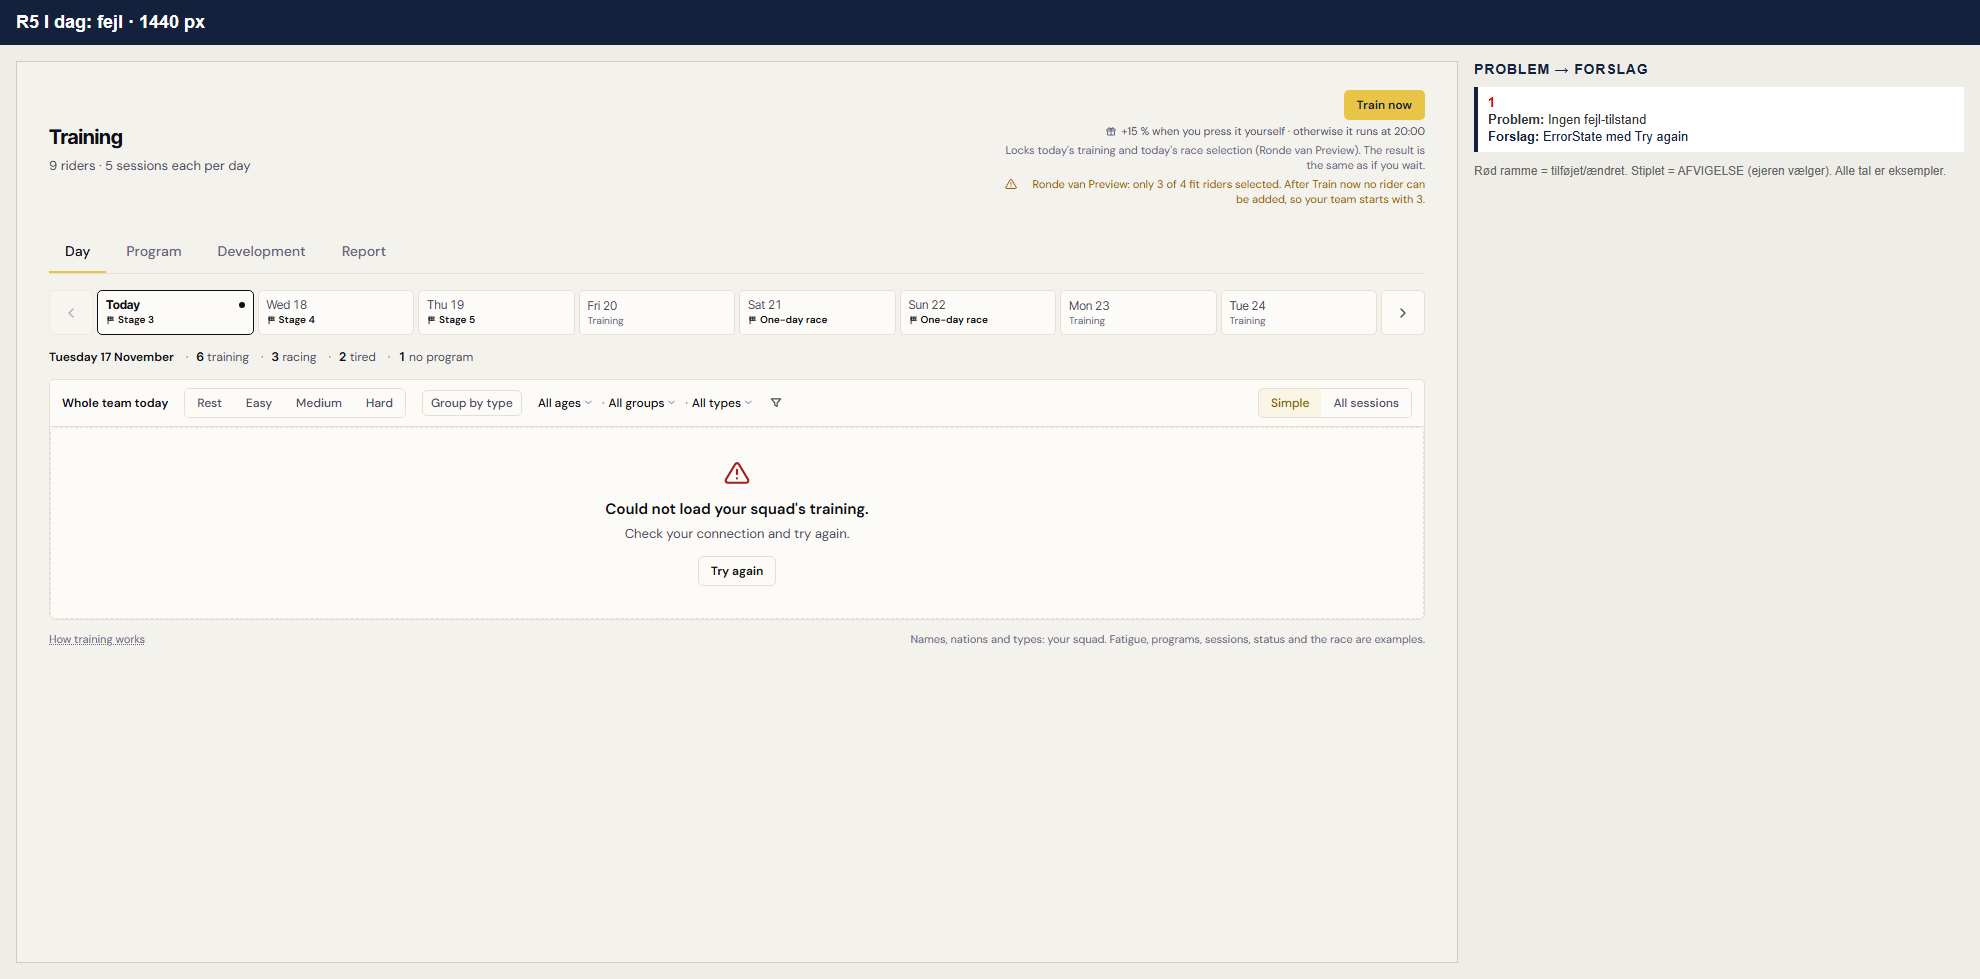 R5 I dag: fejl · 1440 px
Train now
+15 % when you press it yourself · otherwise it runs at 20:00
Training
9 riders · 5 sessions each per day
Locks today's training and today's race selection (Ronde van Preview). The result is
the same as if you wait.
Ronde van Preview: only 3 of 4 fit riders selected. After Train now no rider can
be added, so your team starts with 3.
Day Program Development Report
Today
Stage 3
Wed 18
Stage 4
Thu 19
Stage 5
Fri 20
Training
Sat 21
One-day race
Sun 22
One-day race
Mon 23
Training
Tue 24
Training
Tuesday 17 November · 6 training · 3 racing · 2 tired · 1 no program
Whole team today Rest Easy Medium Hard Group by type All ages · All groups · All types Simple All sessions
Could not load your squad's training.
Check your connection and try again.
Try again
How training works
Names, nations and types: your squad. Fatigue, programs, sessions, status and the race are examples.
PROBLEM → FORSLAG
1
Problem: Ingen fejl-tilstand
Forslag: ErrorState med Try again
Rød ramme = tilføjet/ændret. Stiplet = AFVIGELSE (ejeren vælger). Alle tal er eksempler.